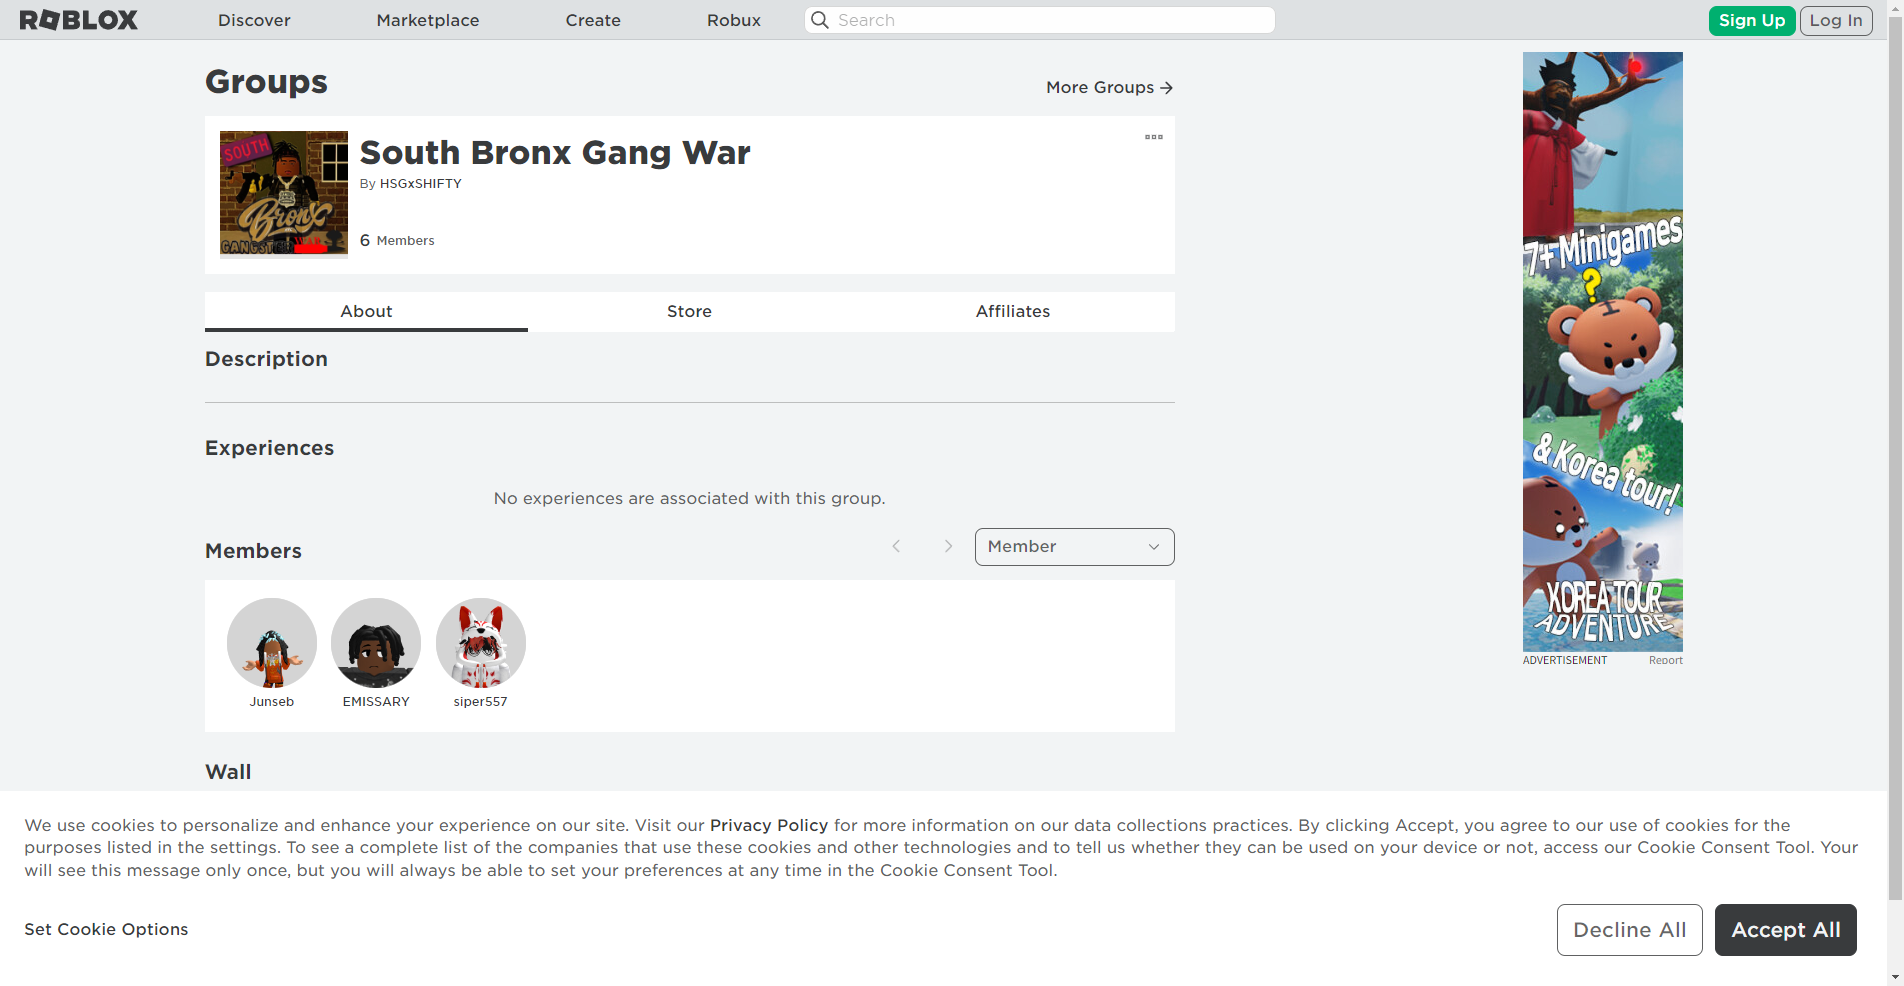 ROBLOX
Discover
Marketplace
Create
Robux
Search
Sign Up
Log In
Groups
More Groups
SOUTH
Bronx
GANGSTER WAR
South Bronx Gang War
By HSGxSHIFTY
6 Members
About
Store
Affiliates
Description
Experiences
No experiences are associated with this group.
Members
Member
Junseb
EMISSARY
siper557
Wall
7+ Minigames
?
& Korea tour!
KOREA TOUR
ADVENTURE
ADVERTISEMENT
Report
We use cookies to personalize and enhance your experience on our site. Visit our Privacy Policy for more information on our data collections practices. By clicking Accept, you agree to our use of cookies for the
purposes listed in the settings. To see a complete list of the companies that use these cookies and other technologies and to tell us whether they can be used on your device or not, access our Cookie Consent Tool. Your
will see this message only once, but you will always be able to set your preferences at any time in the Cookie Consent Tool.
Set Cookie Options
Decline All
Accept All